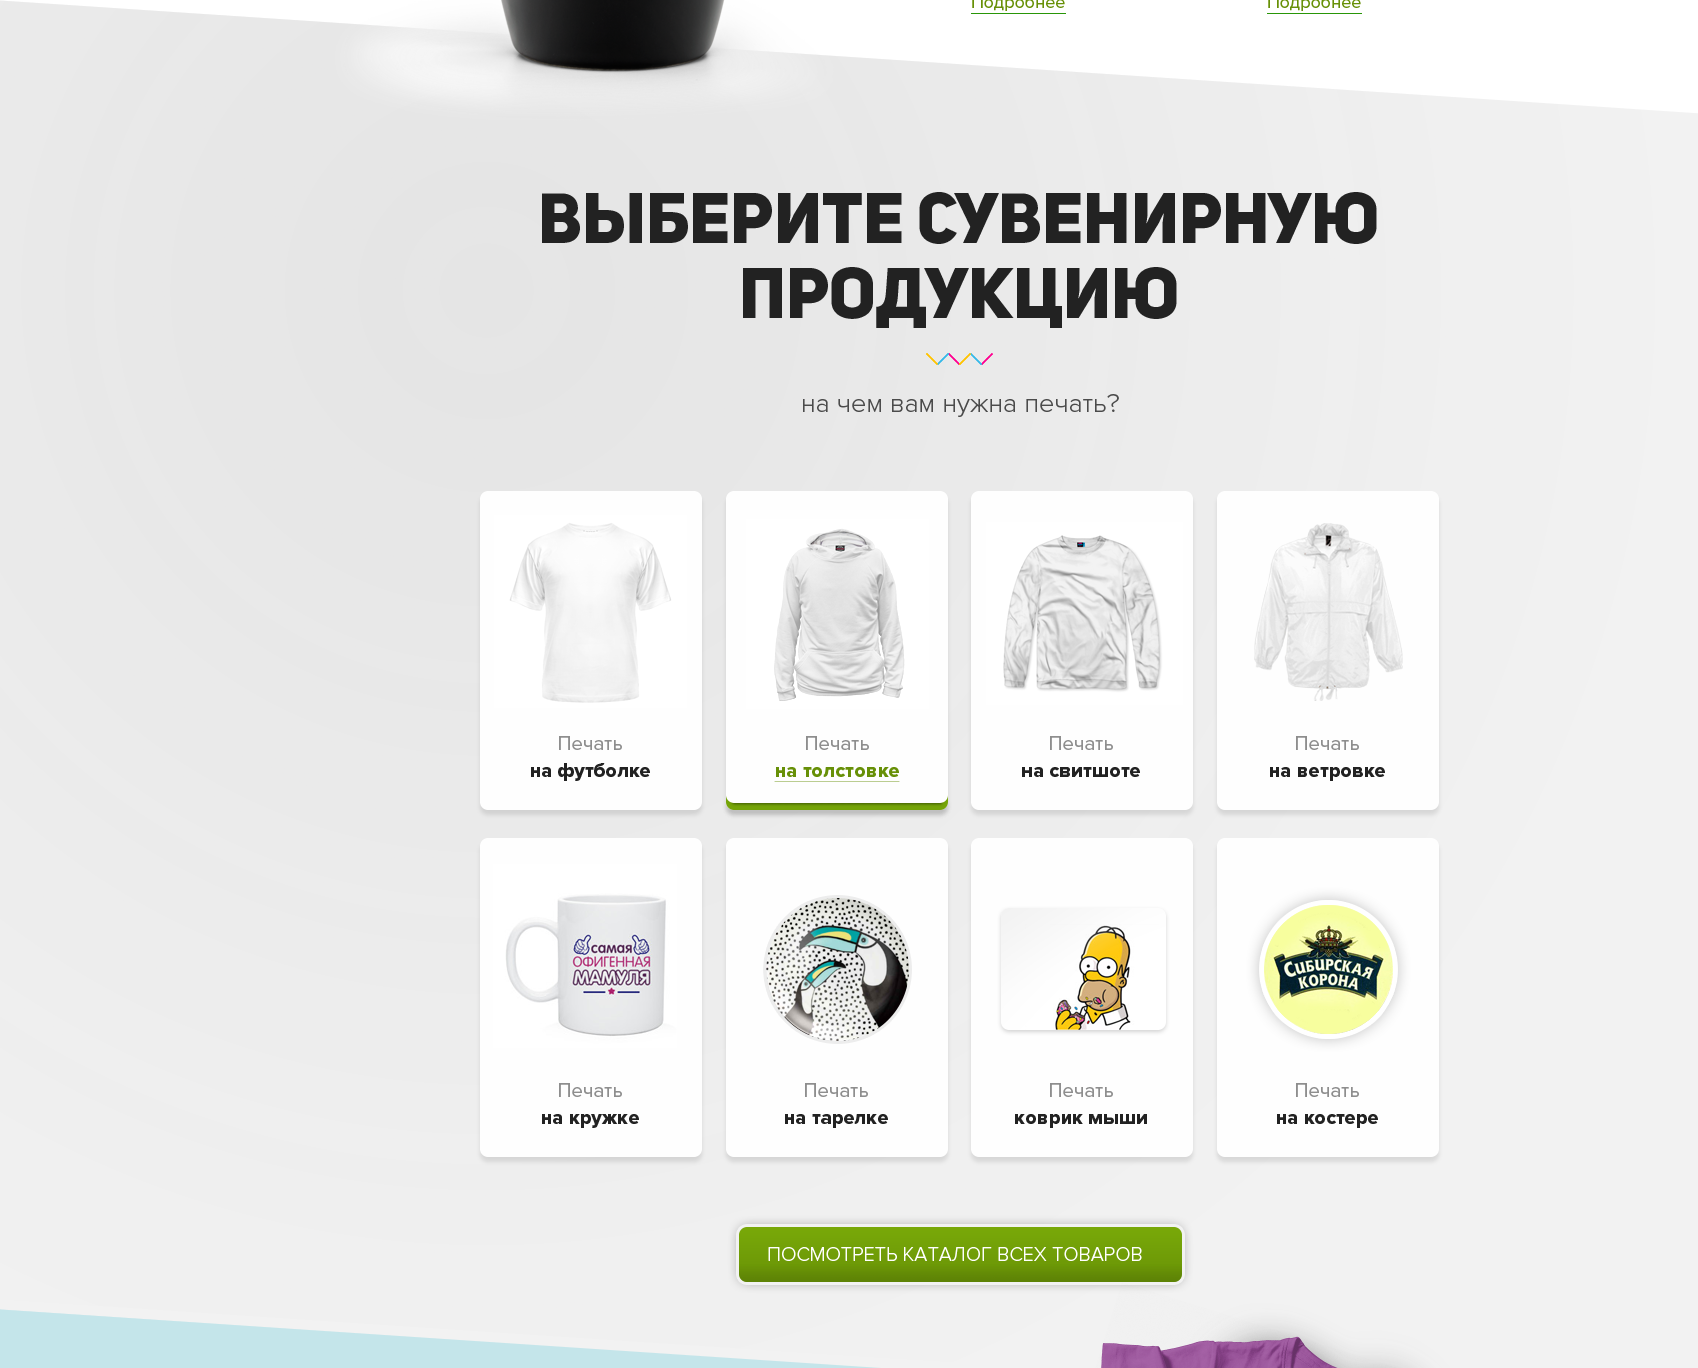 Подробнее Подробнее
ВЫБЕРИТЕ СУВЕНИРНУЮ
ПРОДУКЦИЮ
на чем вам нужна печать?
Печать
на футболке
Печать
на толстовке
Печать
на свитшоте
Печать
на ветровке
самая
ОФИГЕННАЯ
МАМУЛЯ
Печать
на кружке
Печать
на тарелке
Печать
коврик мыши
СИБИРСКАЯ
КОРОНА
Печать
на костере
ПОСМОТРЕТЬ КАТАЛОГ ВСЕХ ТОВАРОВ